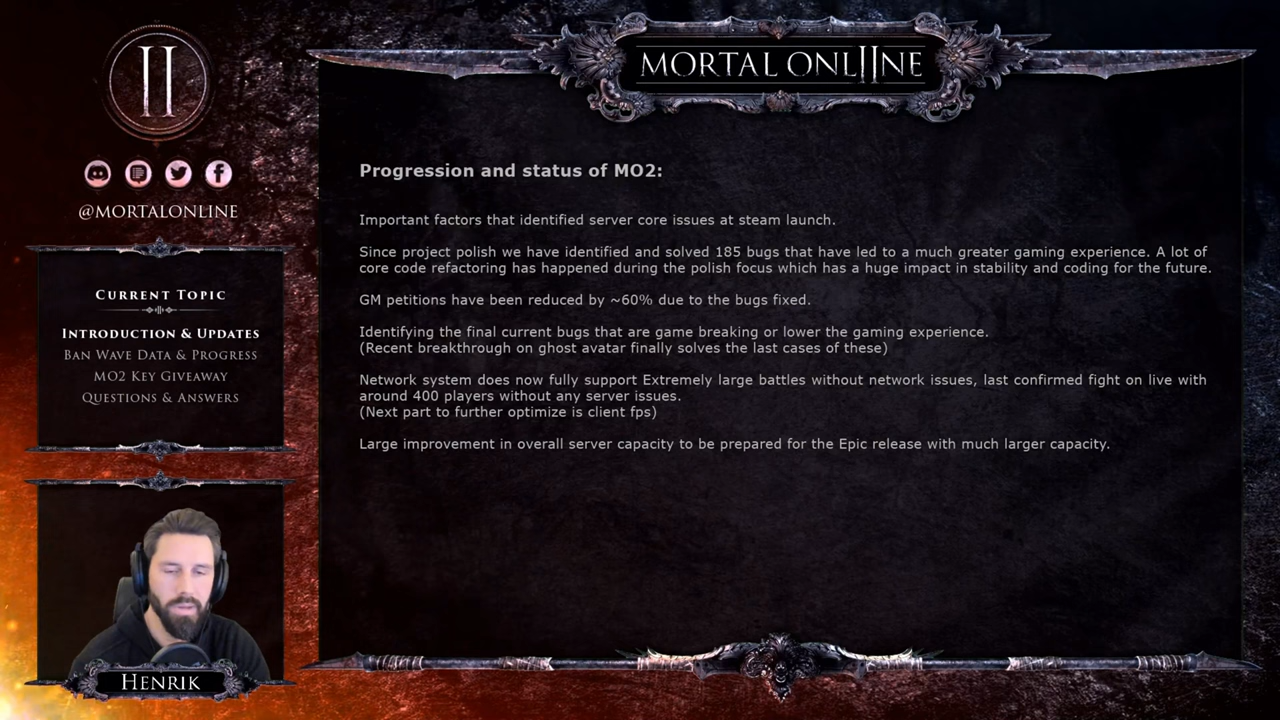 II
@MORTALONLINE
CURRENT TOPIC
INTRODUCTION & UPDATES
BAN WAVE DATA & PROGRESS
MO2 KEY GIVEAWAY
QUESTIONS & ANSWERS
HENRIK
MORTAL ONLIINE
Progression and status of MO2:
Important factors that identified server core issues at steam launch.
Since project polish we have identified and solved 185 bugs that have led to a much greater gaming experience. A lot of
core code refactoring has happened during the polish focus which has a huge impact in stability and coding for the future.
GM petitions have been reduced by ~60% due to the bugs fixed.
Identifying the final current bugs that are game breaking or lower the gaming experience.
(Recent breakthrough on ghost avatar finally solves the last cases of these)
Network system does now fully support Extremely large battles without network issues, last confirmed fight on live with
around 400 players without any server issues.
(Next part to further optimize is client fps)
Large improvement in overall server capacity to be prepared for the Epic release with much larger capacity.